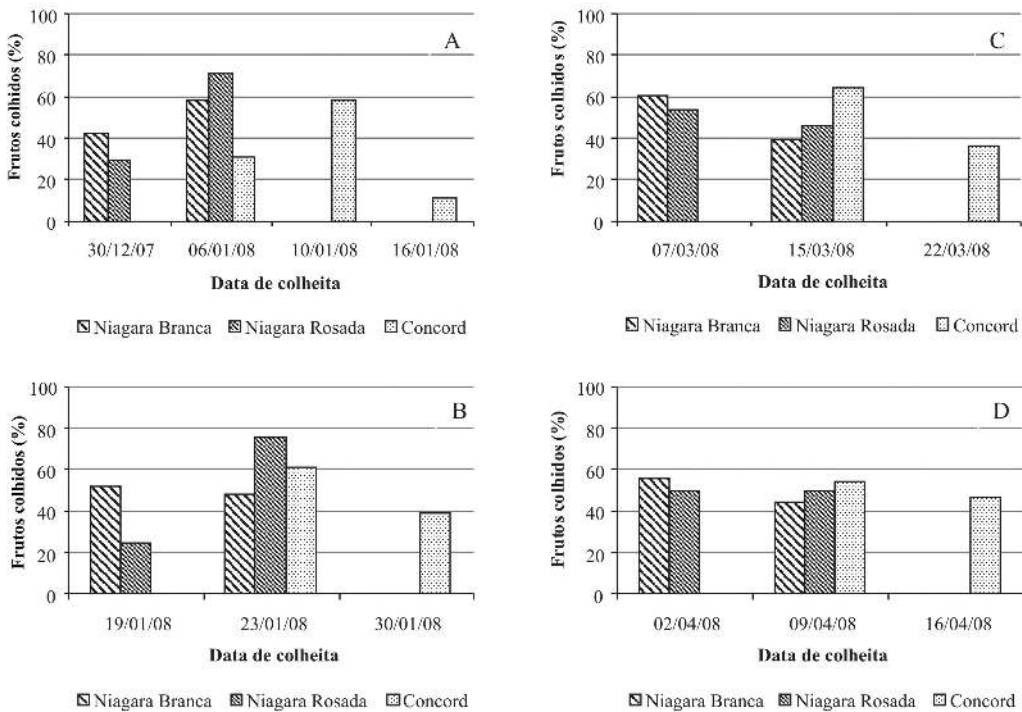 A
Frutos colhidos (%)
100
80
60
40
20
0
30/12/07 06/01/08 10/01/08 16/01/08
Data de colheita
Niagara Branca Niagara Rosada Concord
C
Frutos colhidos (%)
100
80
60
40
20
0
07/03/08 15/03/08 22/03/08
Data de colheita
Niagara Branca Niagara Rosada Concord
B
Frutos colhidos (%)
100
80
60
40
20
0
19/01/08 23/01/08 30/01/08
Data de colheita
Niagara Branca Niagara Rosada Concord
D
Frutos colhidos (%)
100
80
60
40
20
0
02/04/08 09/04/08 16/04/08
Data de colheita
Niagara Branca Niagara Rosada Concord